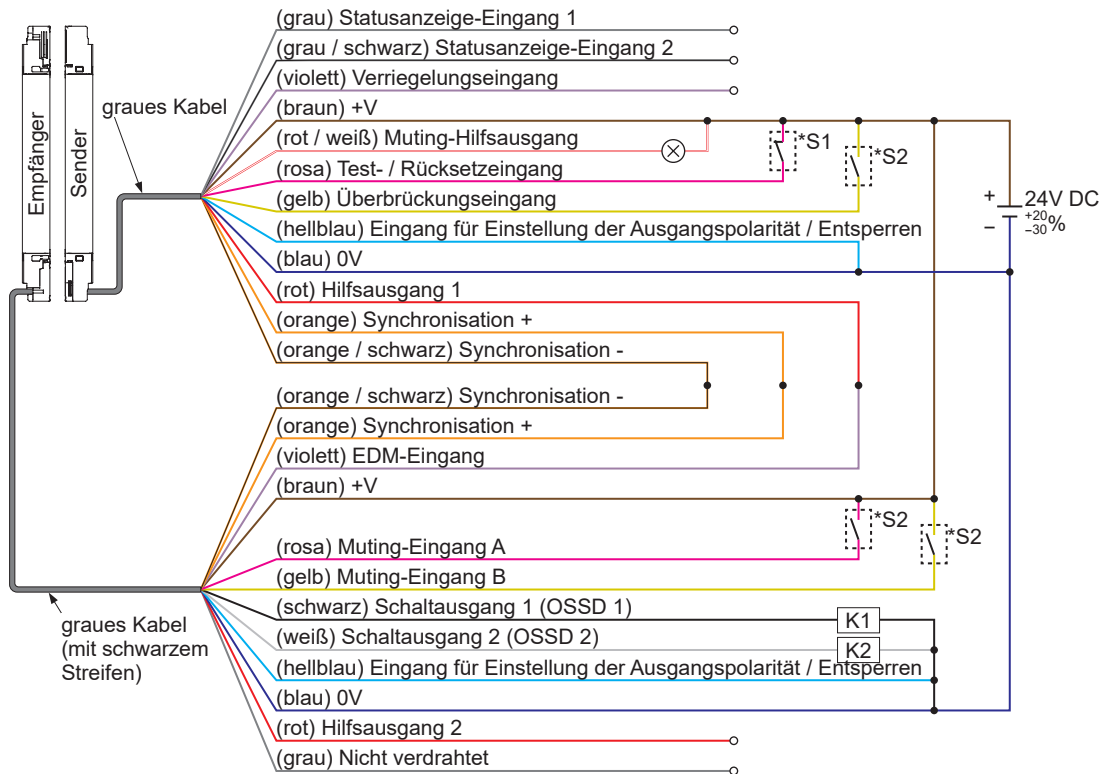 (grau) Statusanzeige-Eingang 1
(grau / schwarz) Statusanzeige-Eingang 2
(violett) Verriegelungseingang
(braun) +V
(rot / weiß) Muting-Hilfsausgang
(rosa) Test- / Rücksetzeingang
(gelb) Überbrückungseingang
(hellblau) Eingang für Einstellung der Ausgangspolarität / Entsperren
(blau) 0V
(rot) Hilfsausgang 1
(orange) Synchronisation +
(orange / schwarz) Synchronisation -
Empfänger
Sender
graues Kabel
*S1
*S2
+
−
24V DC
+20
−30 %
(orange / schwarz) Synchronisation -
(orange) Synchronisation +
(violett) EDM-Eingang
(braun) +V
*S2
*S2
(rosa) Muting-Eingang A
(gelb) Muting-Eingang B
(schwarz) Schaltausgang 1 (OSSD 1)
K1
(weiß) Schaltausgang 2 (OSSD 2)
K2
(hellblau) Eingang für Einstellung der Ausgangspolarität / Entsperren
(blau) 0V
(rot) Hilfsausgang 2
(grau) Nicht verdrahtet
graues Kabel
(mit schwarzem
Streifen)